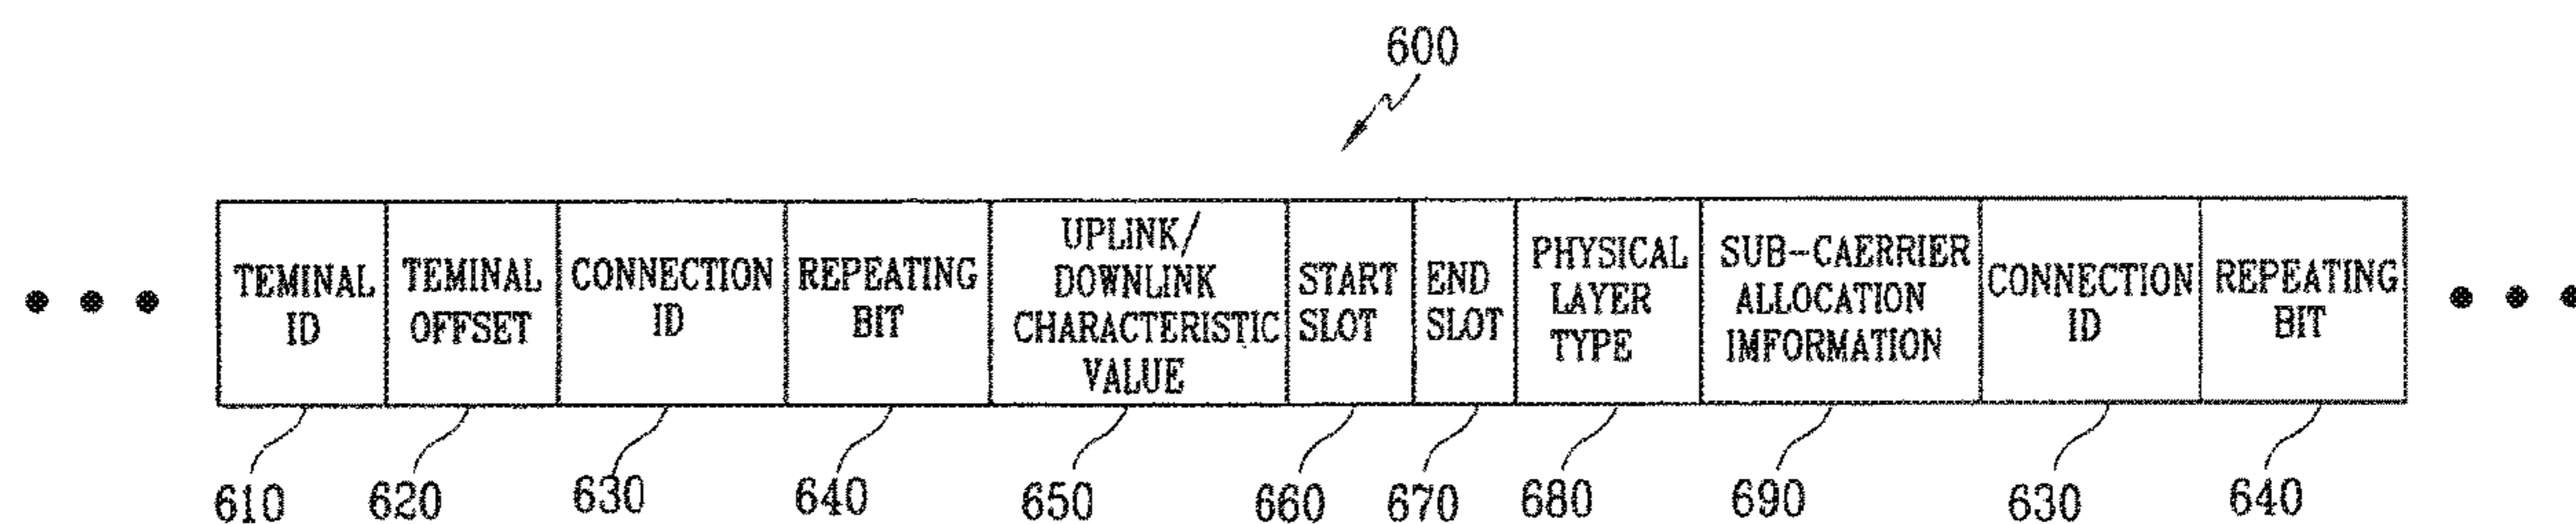 600
TEMINAL
ID
TEMINAL
OFFSET
CONNECTION
ID
REPEATING
BIT
UPLINK/
DOWNLINK
CHARACTERISTIC
VALUE
START
SLOT
END
SLOT
PHYSICAL
LAYER
TYPE
SUB-CAERRIER
ALLOCATION
IMFORMATION
CONNECTION
ID
REPEATING
BIT
610
620
630
640
650
660
670
680
690
630
640